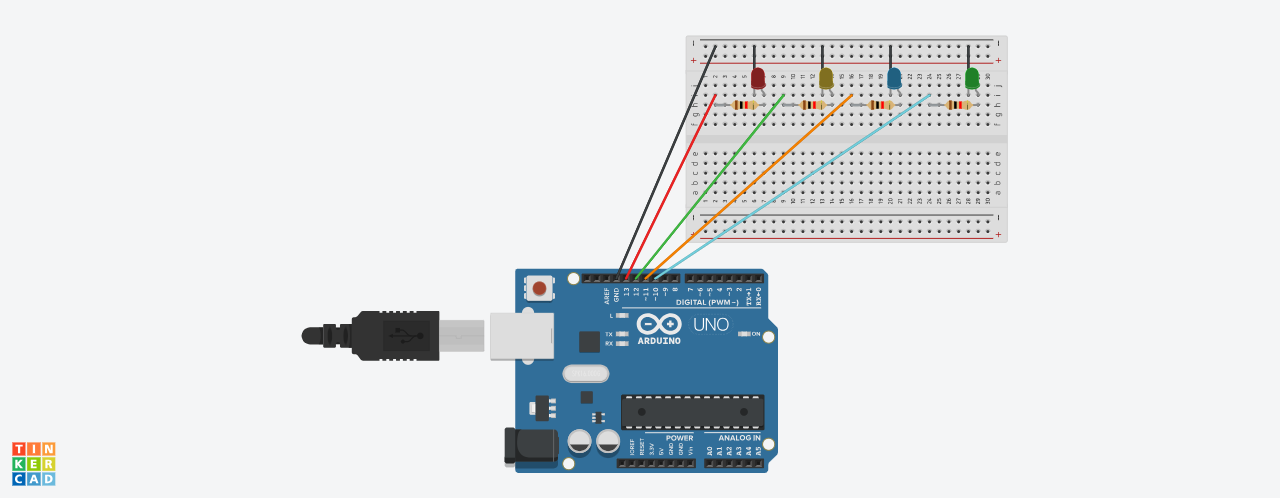 j
i
h
g
f
e
d
c
b
a
AREF
GND
13
12
~11
~10
~9
8
7
~6
~5
4
~3
2
TX→1
RX←0
DIGITAL (PWM~)
L
TX
RX
UNO
ARDUINO
ON
POWER
ANALOG IN
IOREF
RESET
3.3V
5V
GND
GND
Vin
A0
A1
A2
A3
A4
A5
TIN
KER
CAD